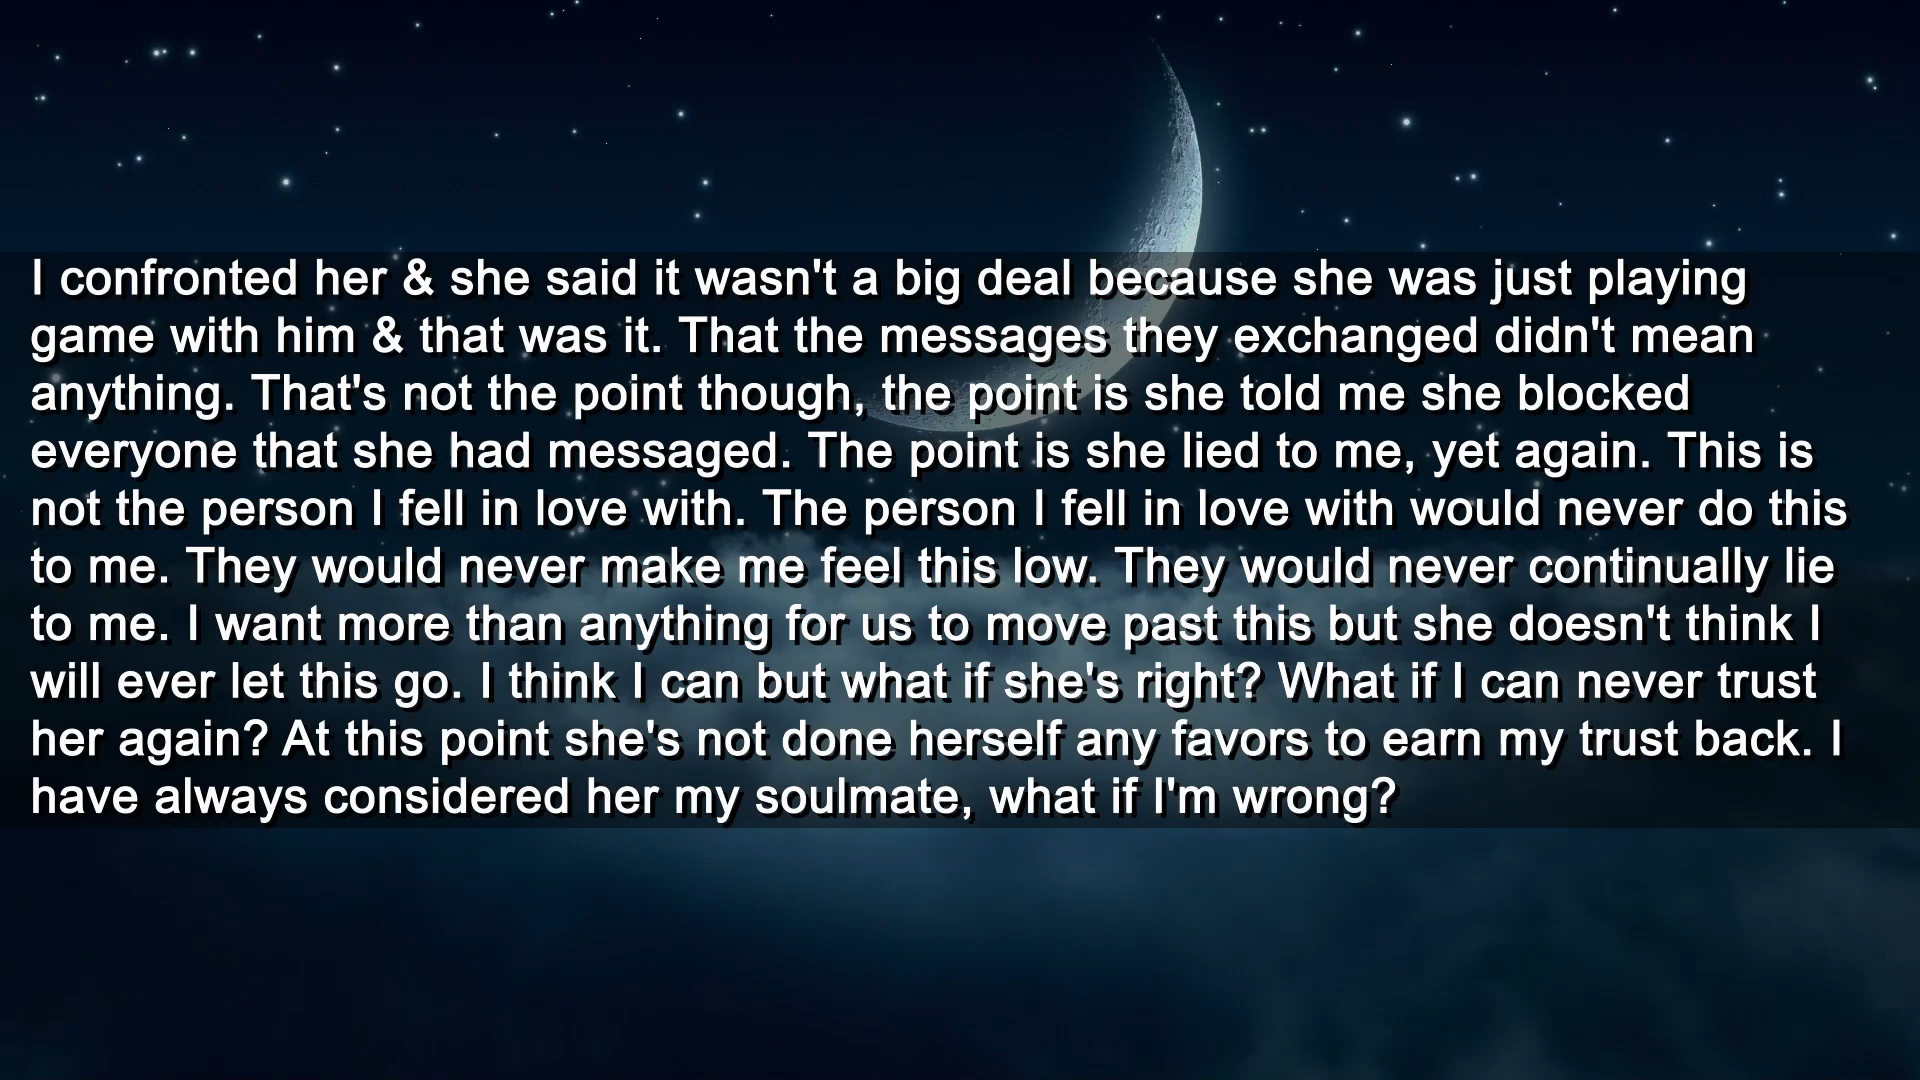 I confronted her & she said it wasn't a big deal because she was just playing
game with him & that was it. That the messages they exchanged didn't mean
anything. That's not the point though, the point is she told me she blocked
everyone that she had messaged. The point is she lied to me, yet again. This is
not the person I fell in love with. The person I fell in love with would never do this
to me. They would never make me feel this low. They would never continually lie
to me. I want more than anything for us to move past this but she doesn't think I
will ever let this go. I think I can but what if she's right? What if I can never trust
her again? At this point she's not done herself any favors to earn my trust back. I
have always considered her my soulmate, what if I'm wrong?